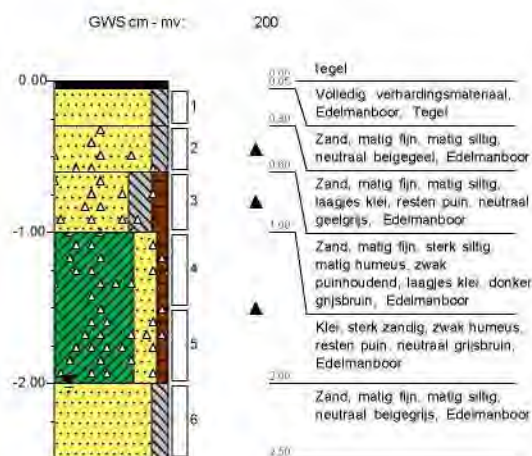 GWS cm - mv: 200
0.00
-1.00
-2.00
1
2
3
4
5
6
0.00
0.05
0.30
0.60
1.00
2.00
2.50
tegel
Volledig verhardingsmateriaal,
Edelmanboor, Tegel
Zand, matig fijn, matig siltig,
neutraal beigegeel, Edelmanboor
Zand, matig fijn, matig siltig,
laagjes klei, resten puin, neutraal
geelgrijs, Edelmanboor
Zand, matig fijn, sterk siltig,
matig humeus, zwak
puinhoudend, laagjes klei, donker
grijsbruin, Edelmanboor
Klei, sterk zandig, zwak humeus,
resten puin, neutraal grijsbruin,
Edelmanboor
Zand, matig fijn, matig siltig,
neutraal beigegrijs, Edelmanboor